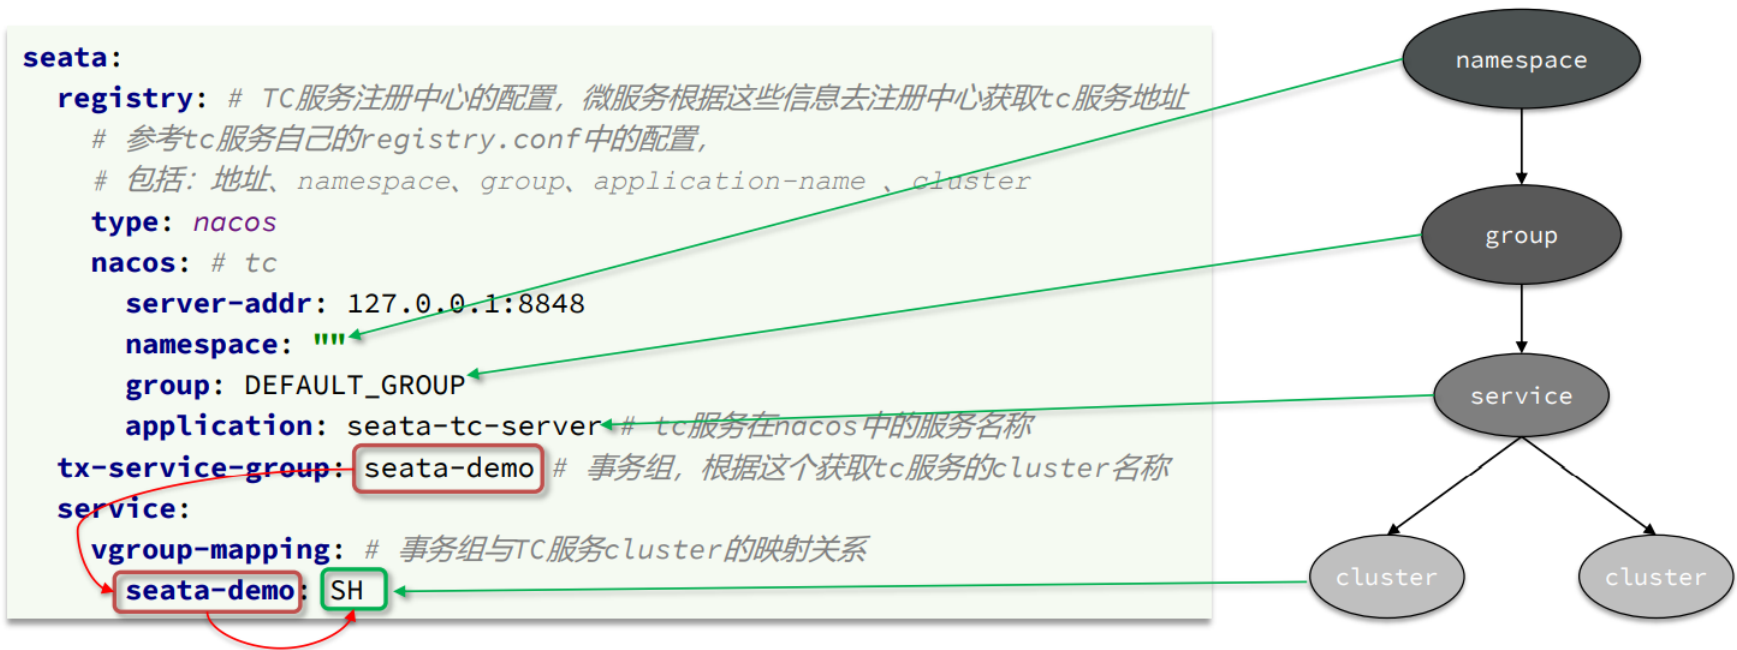 seata:
registry: # TC服务注册中心的配置，微服务根据这些信息去注册中心获取tc服务地址
# 参考tc服务自己的registry.conf中的配置，
# 包括：地址、namespace、group、application-name 、cluster
type: nacos
nacos: # tc
server-addr: 127.0.0.1:8848
namespace: ""
group: DEFAULT_GROUP
application: seata-tc-server # tc服务在nacos中的服务名称
tx-service-group: seata-demo # 事务组，根据这个获取tc服务的cluster名称
service:
vgroup-mapping: # 事务组与TC服务cluster的映射关系
seata-demo: SH
namespace
group
service
cluster
cluster